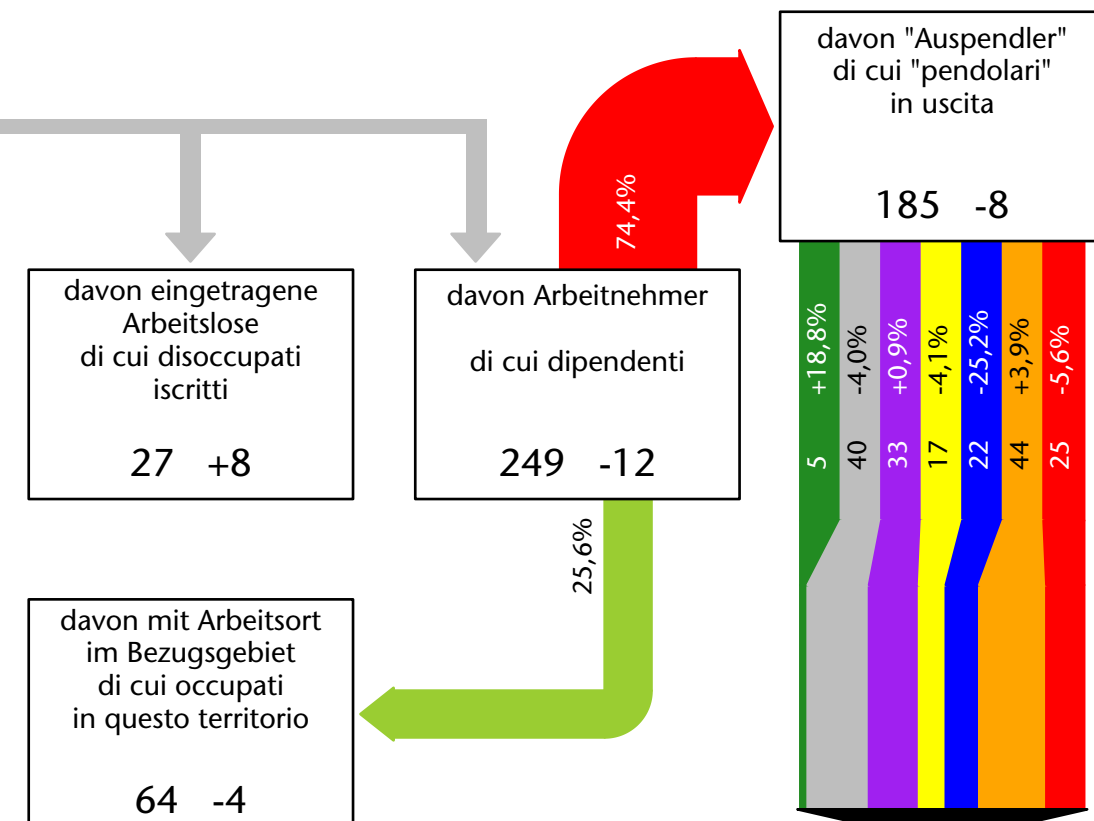 davon "Auspendler"
di cui "pendolari"
in uscita
185 -8
74,4%
davon eingetragene
Arbeitslose
di cui disoccupati
iscritti
27 +8
davon Arbeitnehmer
di cui dipendenti
249 -12
5 +18,8%
40 -4,0%
33 +0,9%
17 -4,1%
22 -25,2%
44 +3,9%
25 -5,6%
25,6%
davon mit Arbeitsort
im Bezugsgebiet
di cui occupati
in questo territorio
64 -4